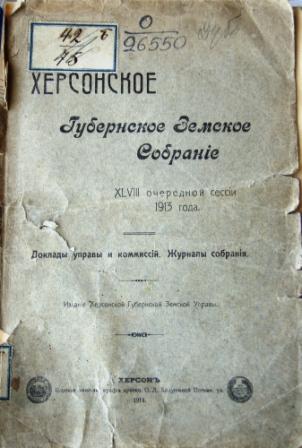 42
75
О
26550
ХЕРСОНСКОЕ
Губернское Земское
Собраніе
XLVIII очередной сессіи
1913 года.
Доклады управы и коммиссій. Журналы собранія.
Изданіе Херсонской Губернской Земской Управы.
ХЕРСОНЪ
О. Д.
1914.